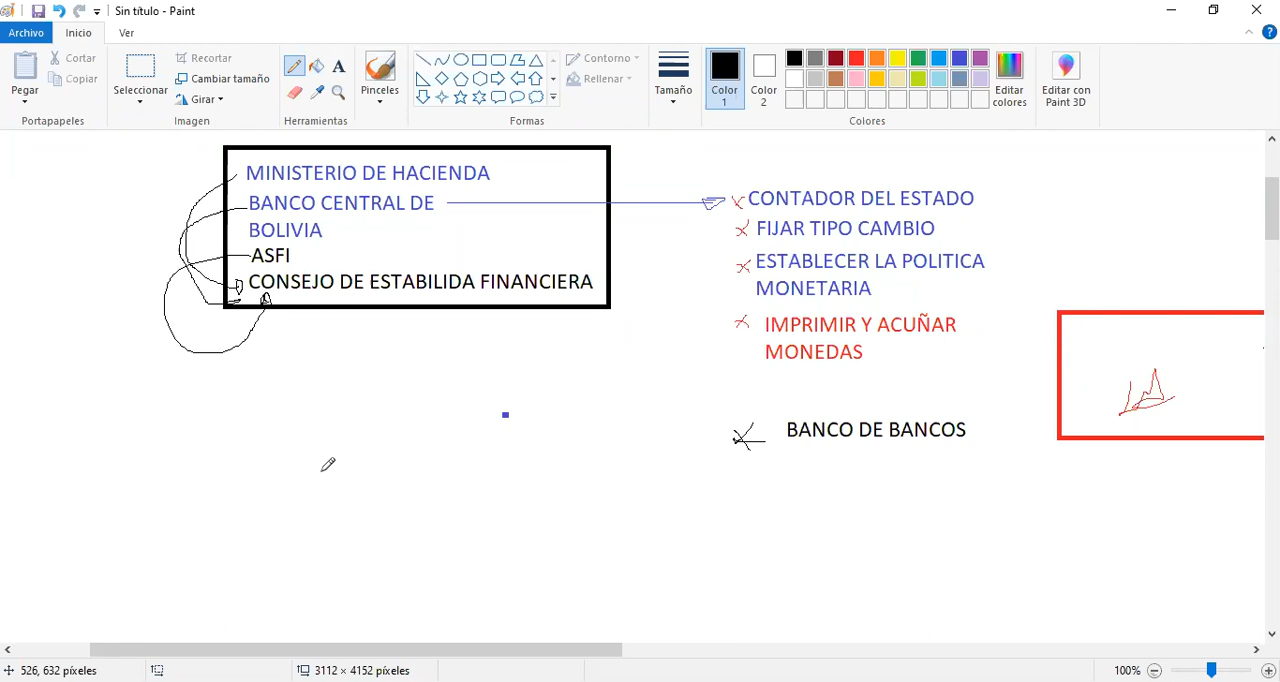 Sin título - Paint
Archivo
Inicio
Ver
Pegar
Cortar
Copiar
Portapapeles
Seleccionar
Recortar
Cambiar tamaño
Girar
Imagen
A
Herramientas
Pinceles
Contorno
Rellenar
Formas
Tamaño
Color
1
Color
2
Editar
colores
Colores
Editar con
Paint 3D
MINISTERIO DE HACIENDA
BANCO CENTRAL DE
BOLIVIA
ASFI
CONSEJO DE ESTABILIDA FINANCIERA
CONTADOR DEL ESTADO
FIJAR TIPO CAMBIO
ESTABLECER LA POLITICA
MONETARIA
IMPRIMIR Y ACUÑAR
MONEDAS
BANCO DE BANCOS
526, 632 píxeles
3112 × 4152 píxeles
100%